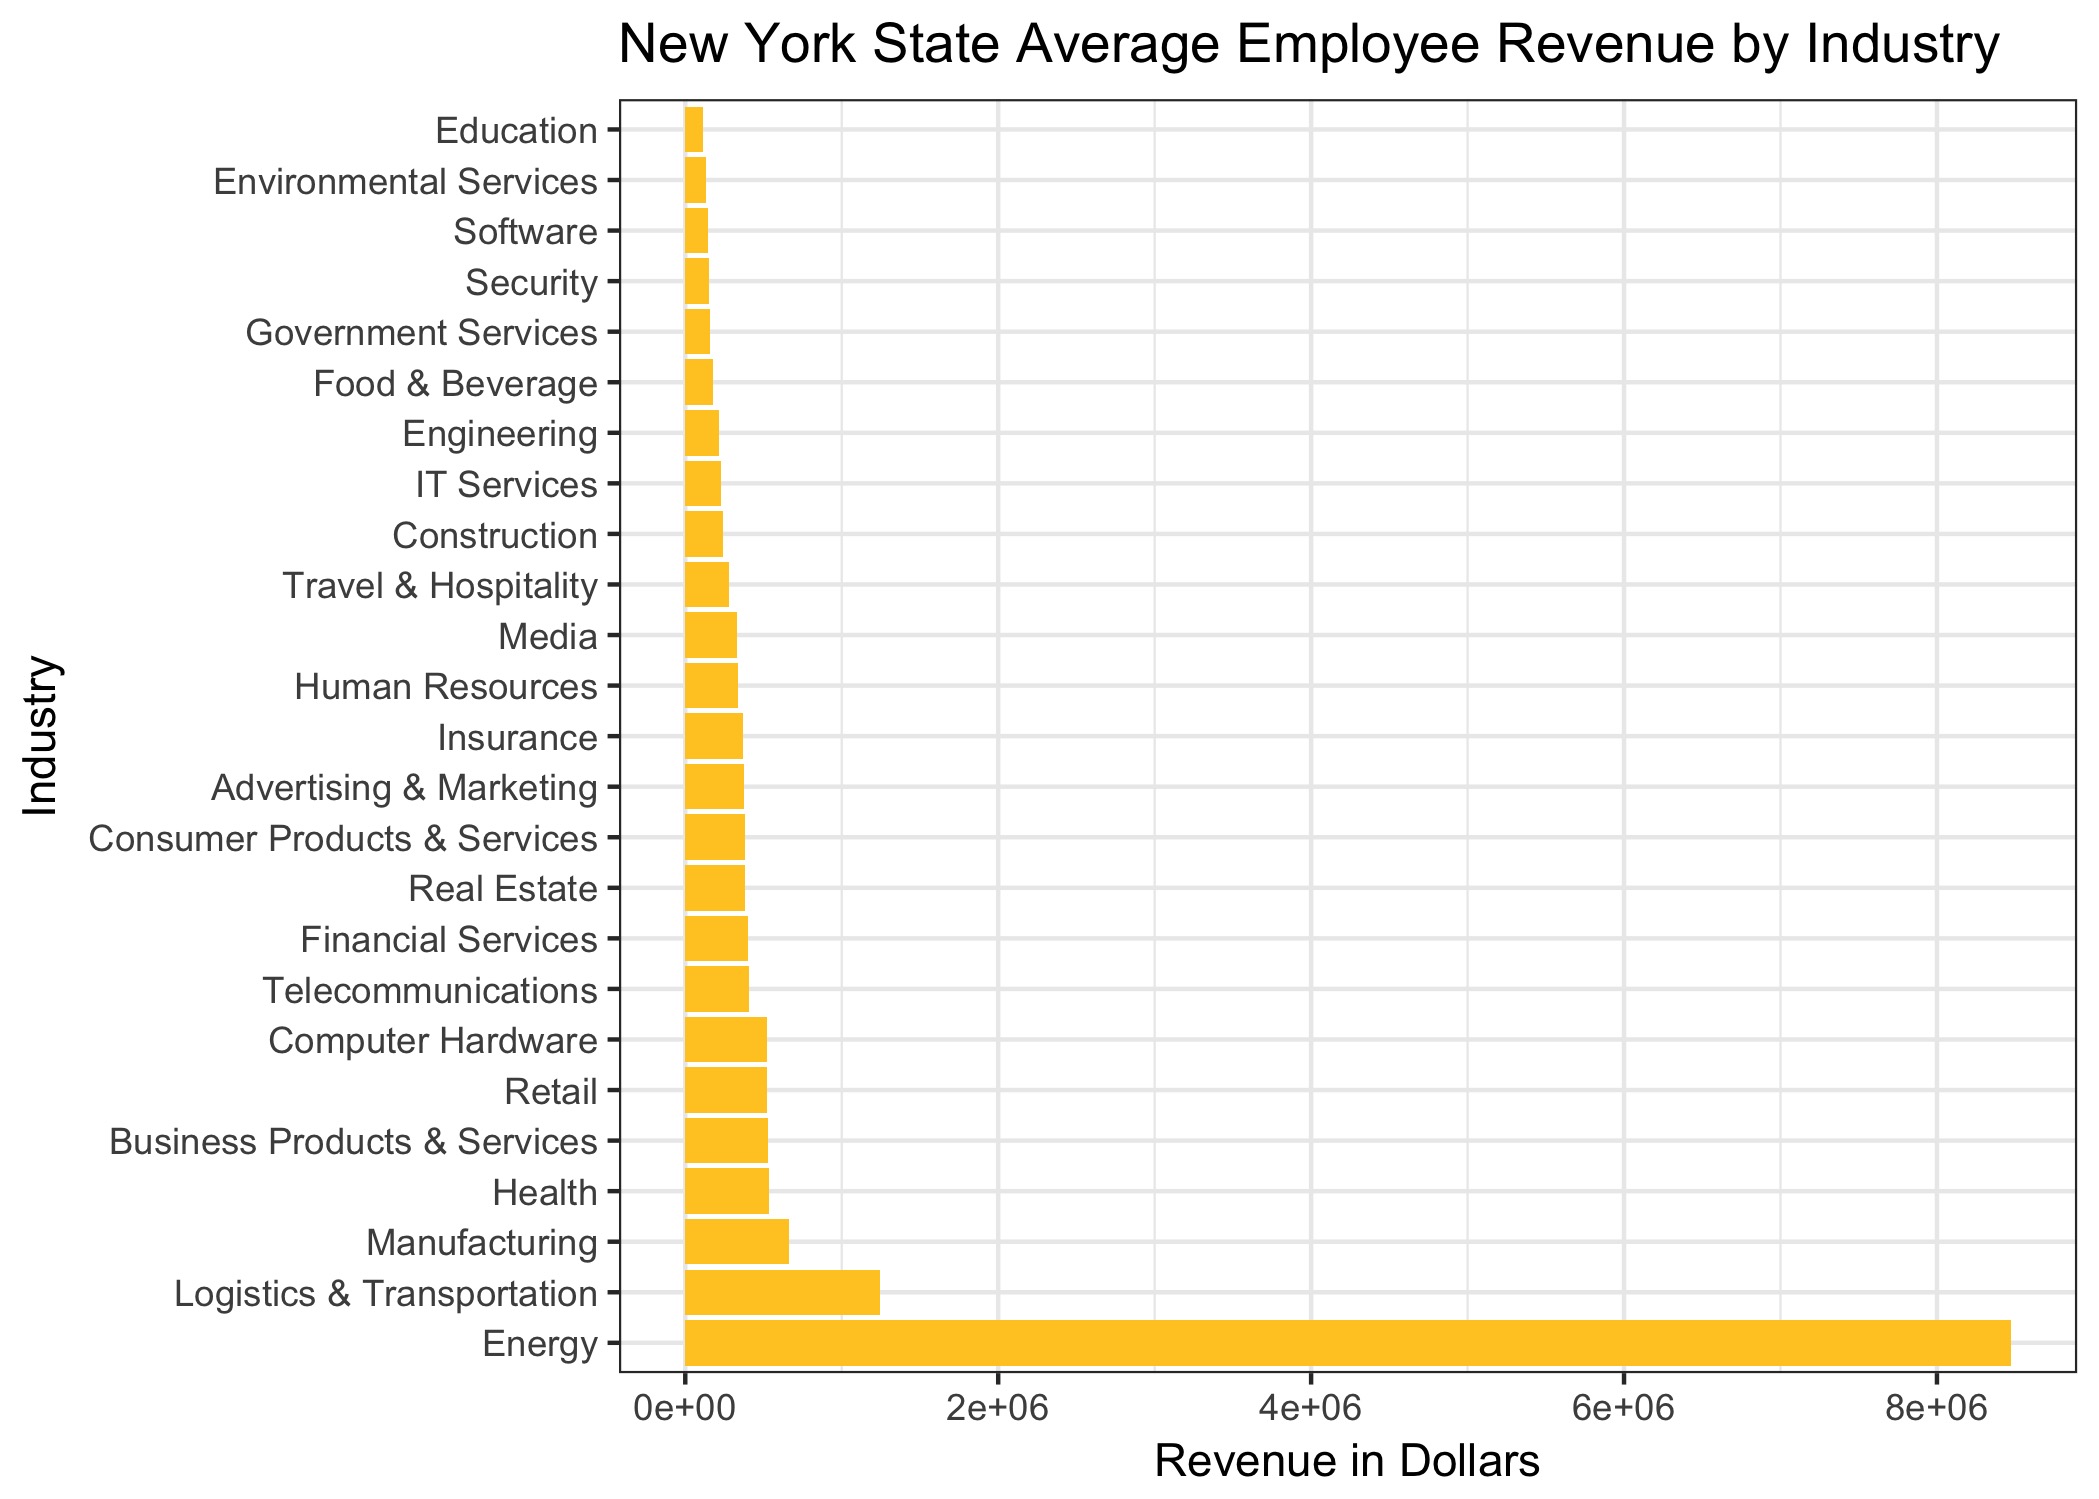 New York State Average Employee Revenue by Industry
Education
Environmental Services
Software
Security
Government Services
Food & Beverage
Engineering
IT Services
Construction
Travel & Hospitality
Media
Human Resources
Insurance
Advertising & Marketing
Consumer Products & Services
Real Estate
Financial Services
Telecommunications
Computer Hardware
Retail
Business Products & Services
Health
Manufacturing
Logistics & Transportation
Energy
Industry
0e+00 2e+06 4e+06 6e+06 8e+06
Revenue in Dollars